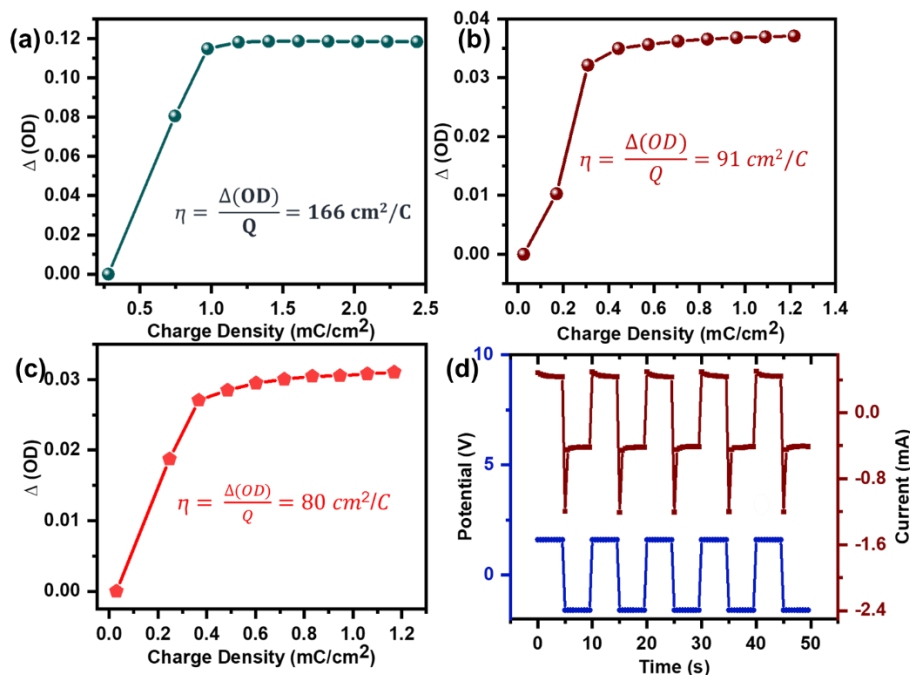 (a)
0.12
0.10
0.08
0.06
0.04
0.02
0.00
Δ (OD)
η = Δ(OD)/Q = 166 cm²/C
0.5 1.0 1.5 2.0 2.5
Charge Density (mC/cm²)
(b)
0.04
0.03
0.02
0.01
0.00
Δ (OD)
η = Δ(OD)/Q = 91 cm²/C
0.0 0.2 0.4 0.6 0.8 1.0 1.2 1.4
Charge Density (mC/cm²)
(c)
0.03
0.02
0.01
0.00
Δ (OD)
η = Δ(OD)/Q = 80 cm²/C
0.0 0.2 0.4 0.6 0.8 1.0 1.2
Charge Density (mC/cm²)
(d)
10
5
0
Potential (V)
0.0
-0.8
-1.6
-2.4
Current (mA)
0 10 20 30 40 50
Time (s)